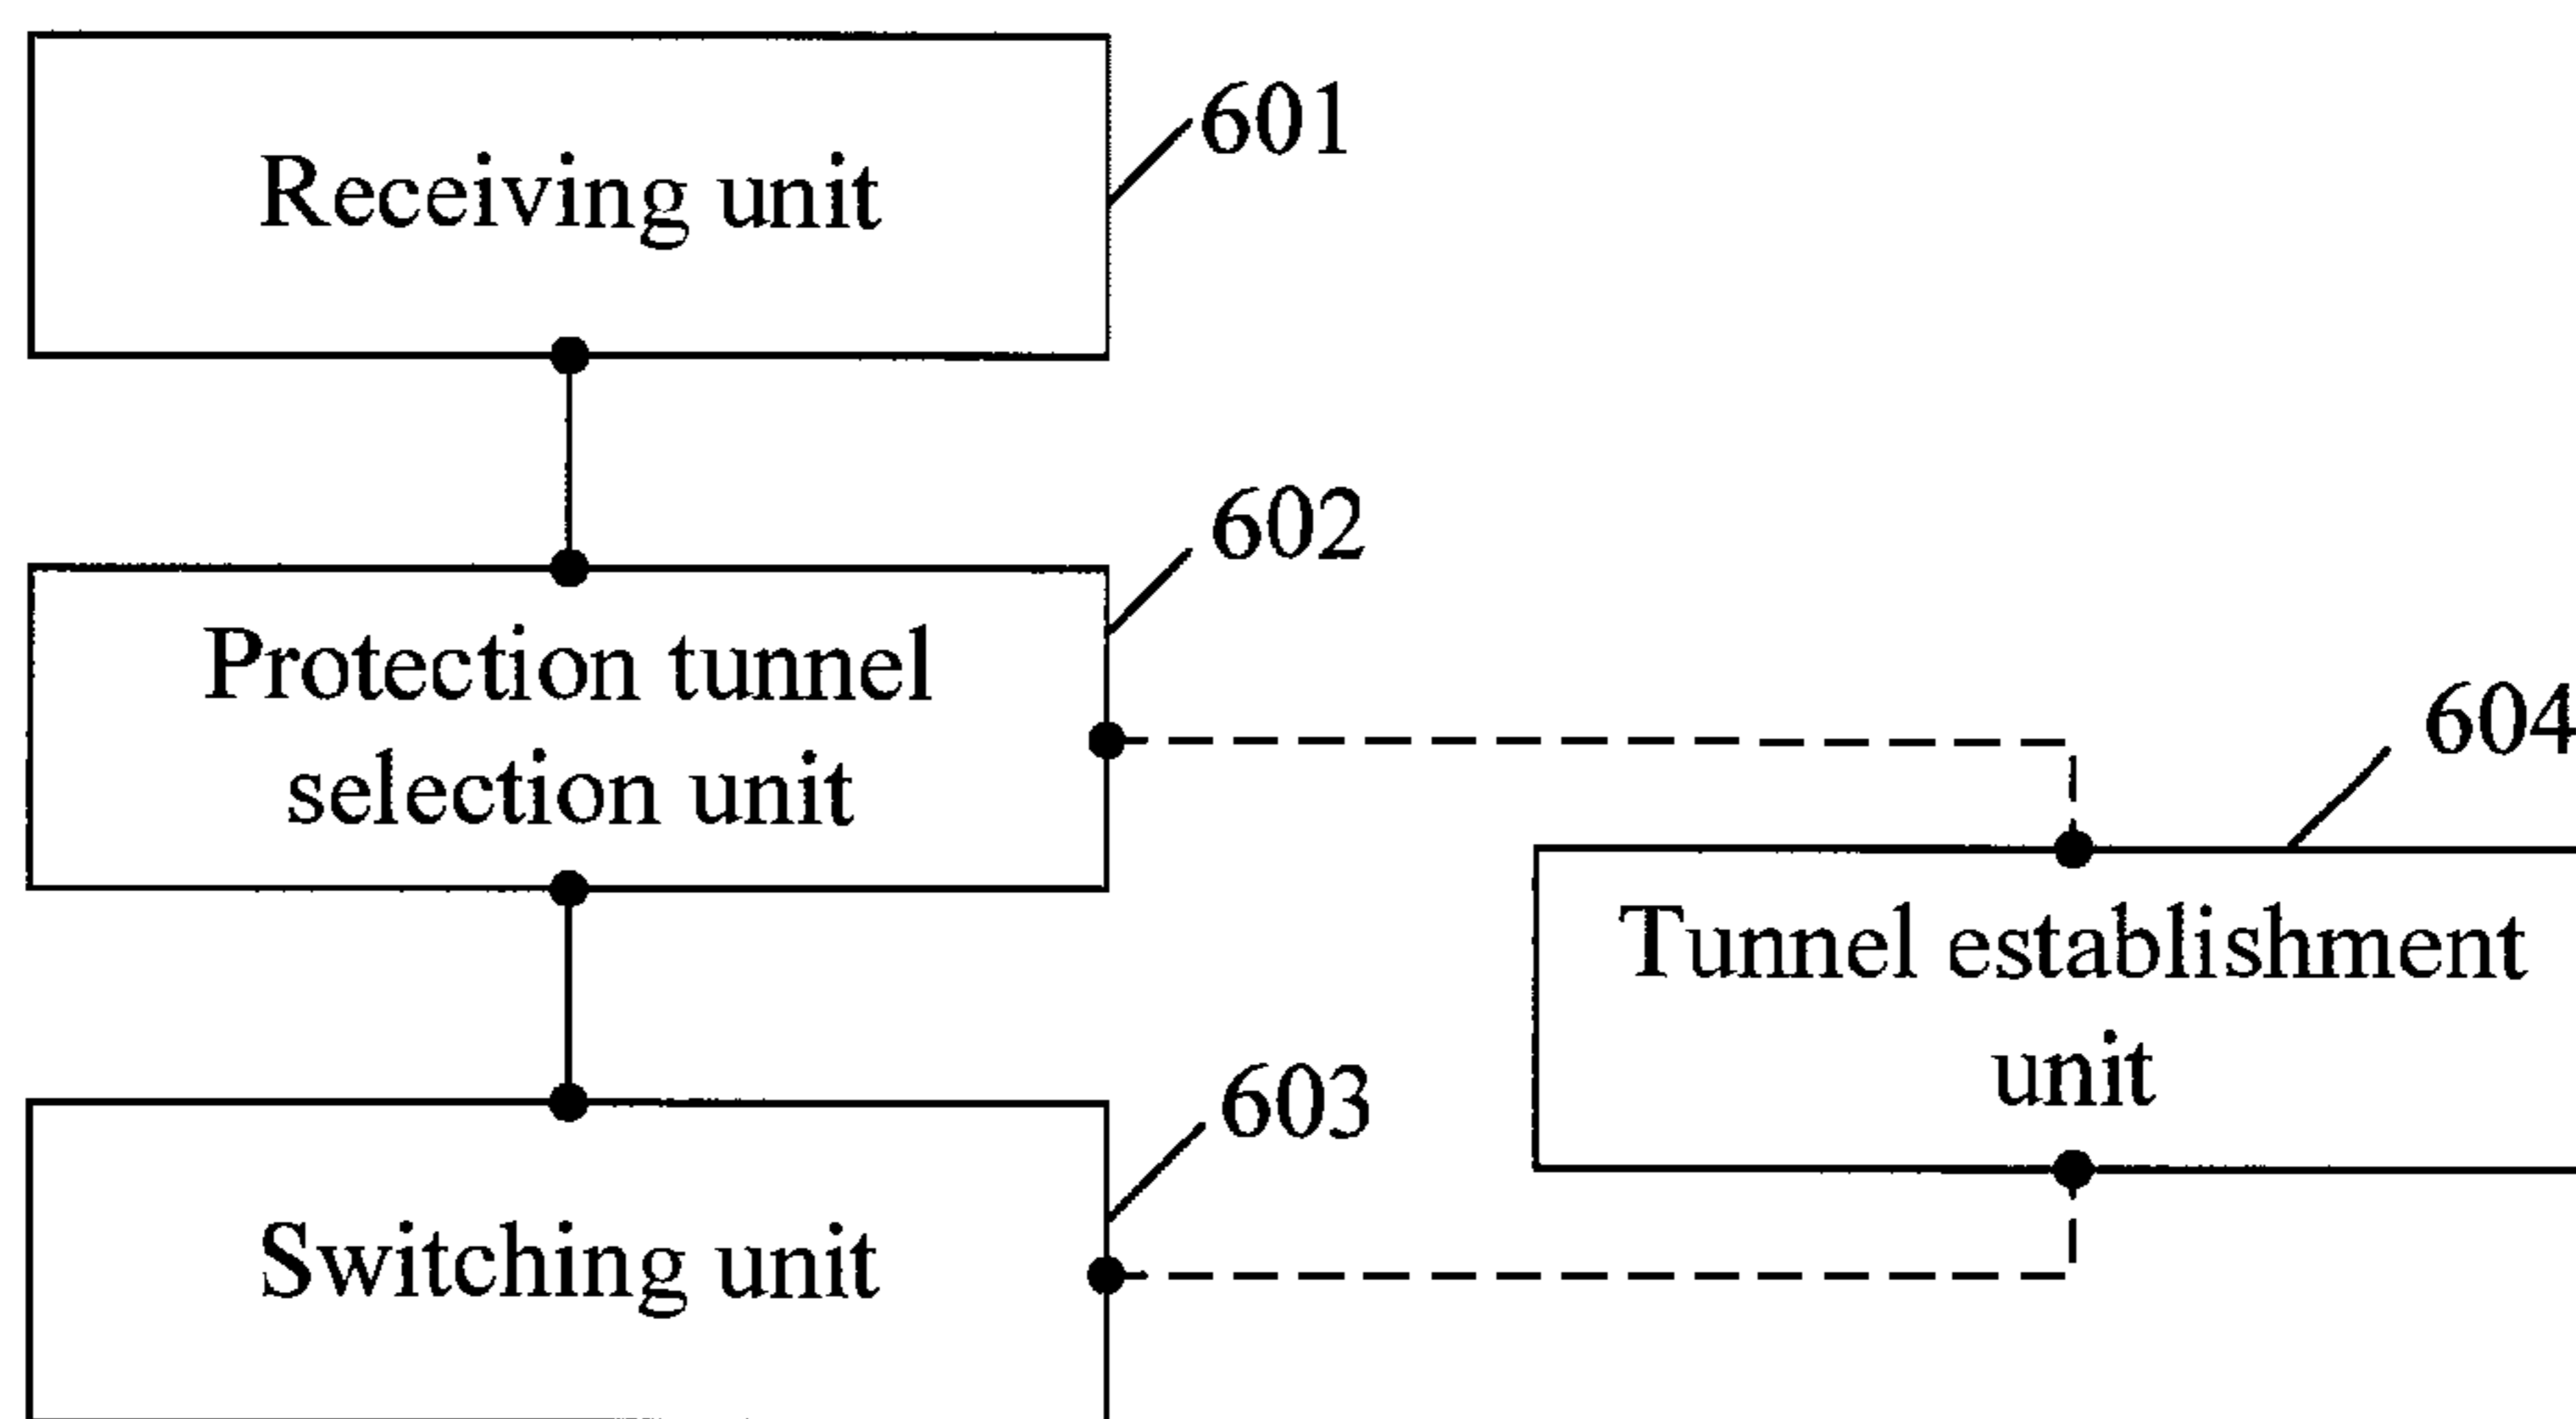 Receiving unit
601
Protection tunnel
selection unit
602
Tunnel establishment
unit
604
Switching unit
603